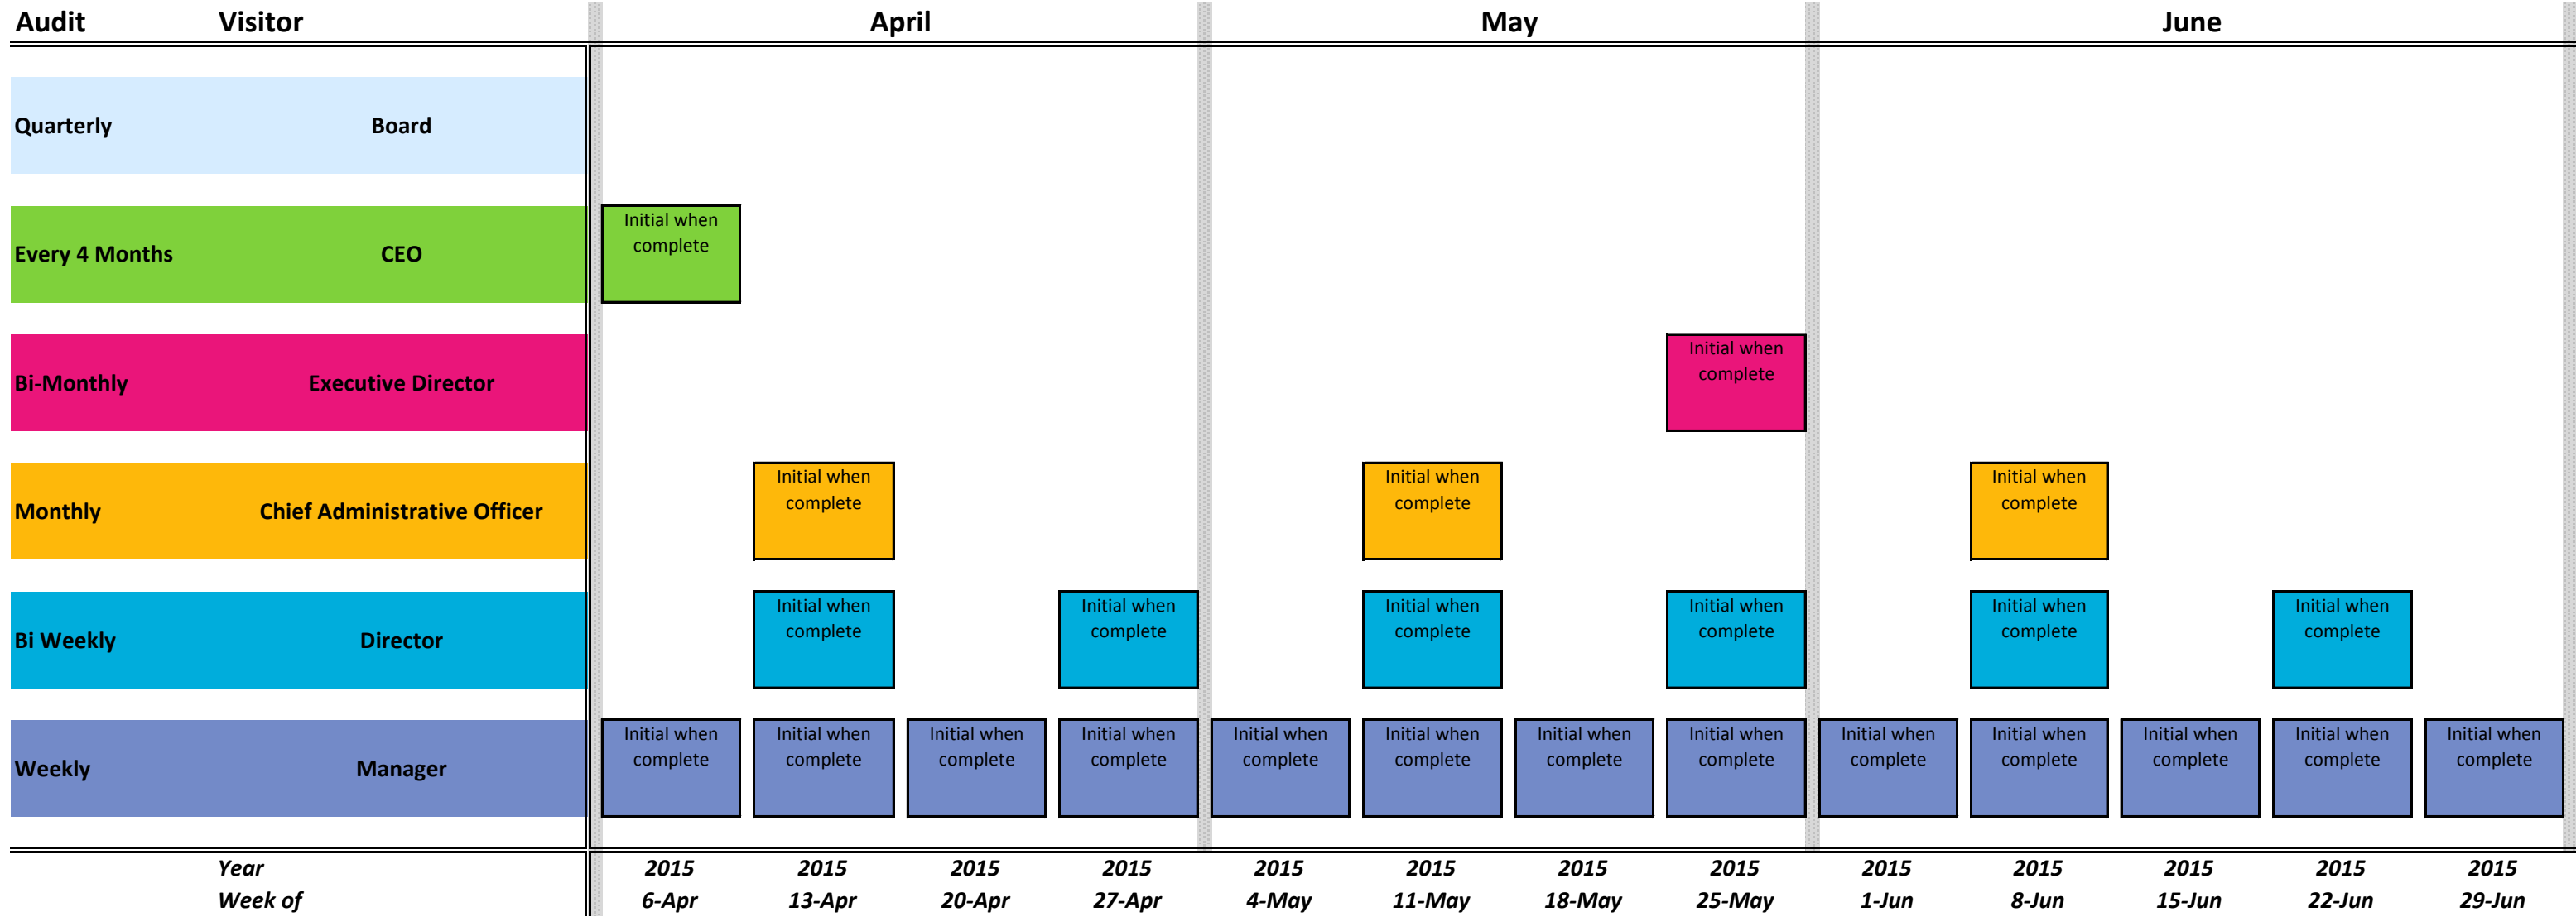 Audit Visitor April May June
Quarterly Board
Every 4 Months CEO
Initial when
complete
Bi-Monthly Executive Director
Initial when
complete
Monthly Chief Administrative Officer
Initial when Initial when Initial when
complete complete complete
Bi Weekly Director
Initial when Initial when Initial when Initial when Initial when Initial when
complete complete complete complete complete complete
Weekly Manager
Initial when Initial when Initial when Initial when Initial when Initial when Initial when Initial when Initial when Initial when Initial when Initial when Initial when
complete complete complete complete complete complete complete complete complete complete complete complete complete
Year 2015 2015 2015 2015 2015 2015 2015 2015 2015 2015 2015 2015 2015
Week of 6-Apr 13-Apr 20-Apr 27-Apr 4-May 11-May 18-May 25-May 1-Jun 8-Jun 15-Jun 22-Jun 29-Jun